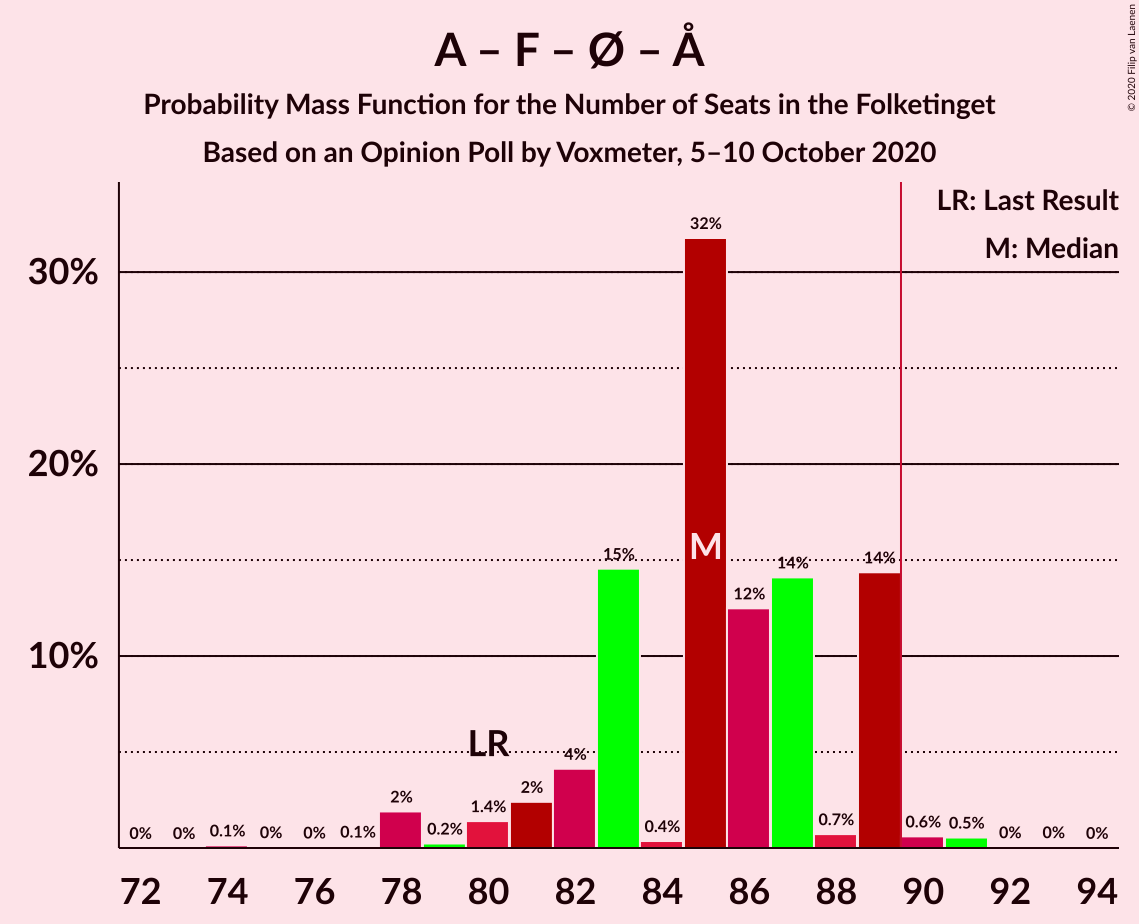 A – F – Ø – Å
Probability Mass Function for the Number of Seats in the Folketinget
Based on an Opinion Poll by Voxmeter, 5–10 October 2020
© 2020 Filip van Laenen
LR: Last Result
M: Median
30%
20%
10%
0%
0%
0.1%
0%
0%
0.1%
2%
0.2%
1.4%
2%
4%
15%
0.4%
32%
12%
14%
0.7%
14%
0.6%
0.5%
0%
0%
0%
LR
M
72 74 76 78 80 82 84 86 88 90 92 94